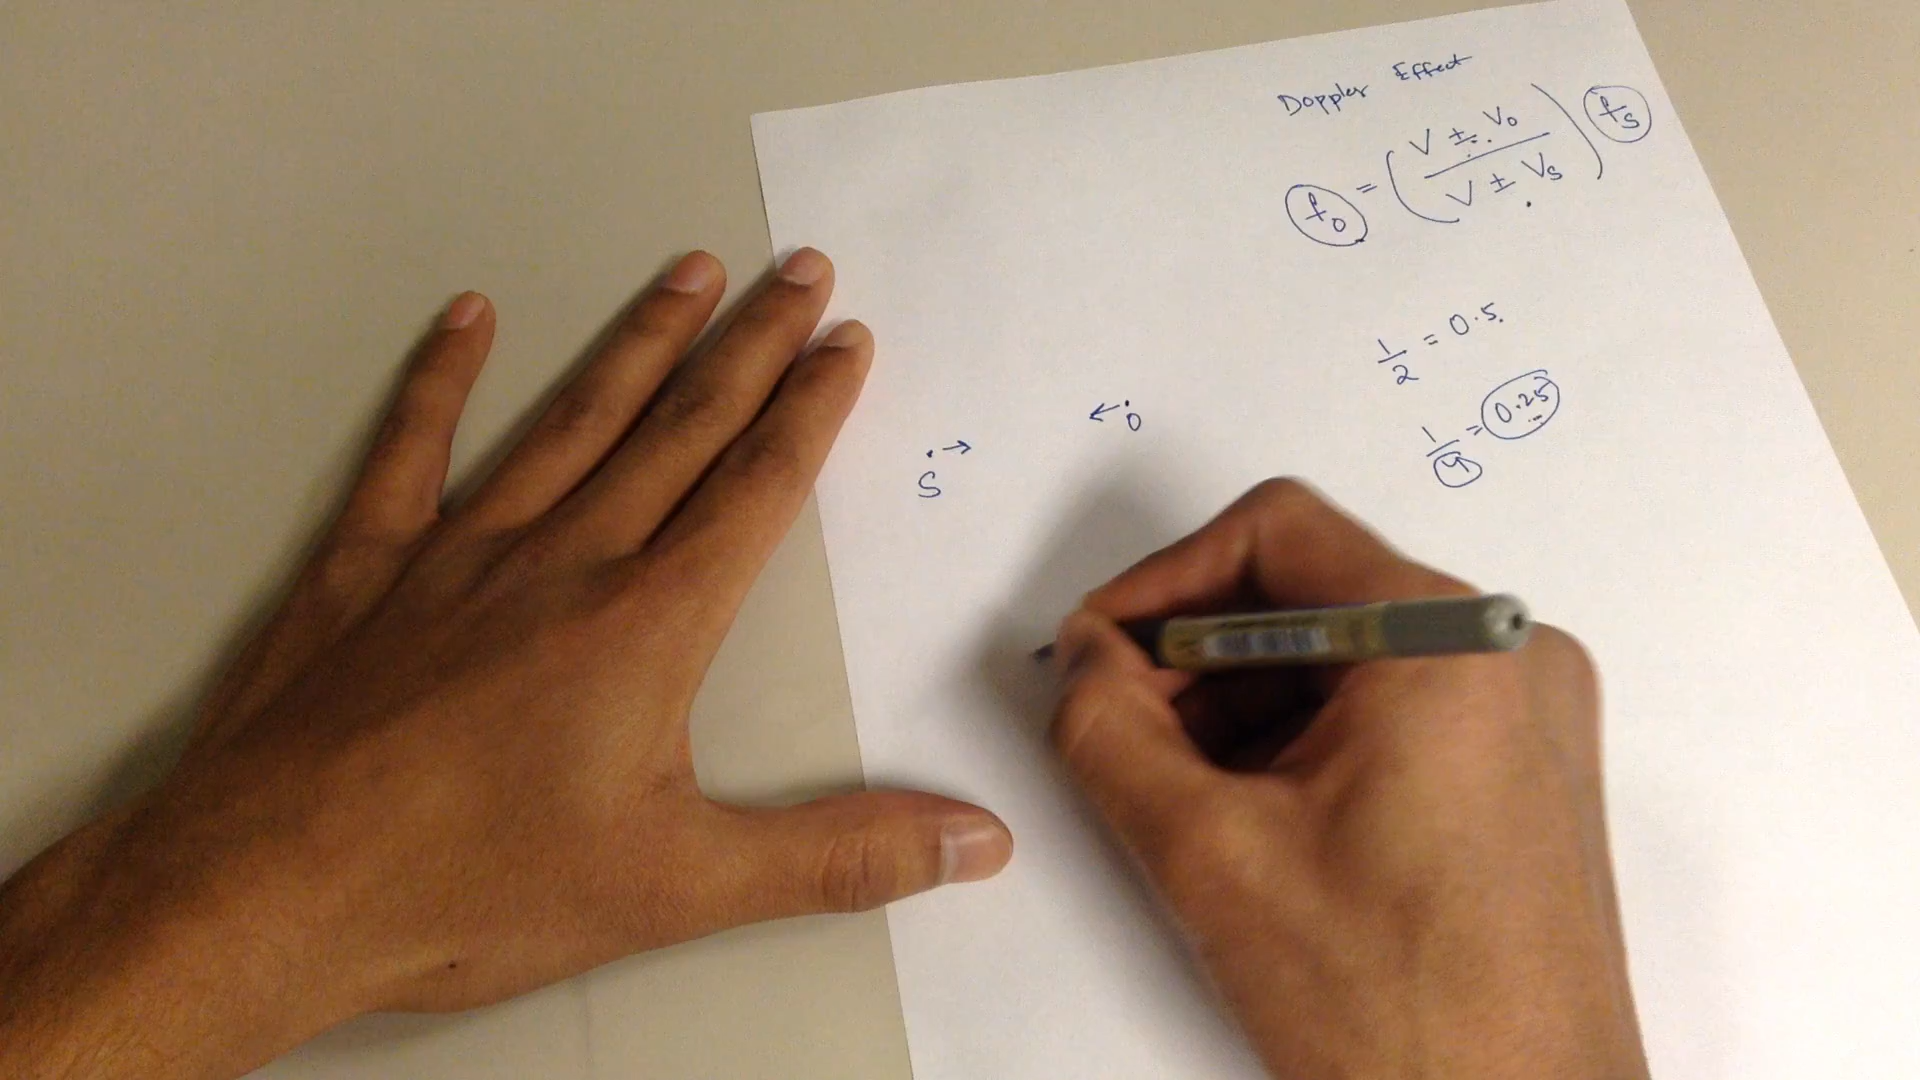 Doppler Effect
f₀ = (V ± V₀ / V ± Vₛ) fₛ
1/2 = 0.5
1/4 = 0.25
← O
S →